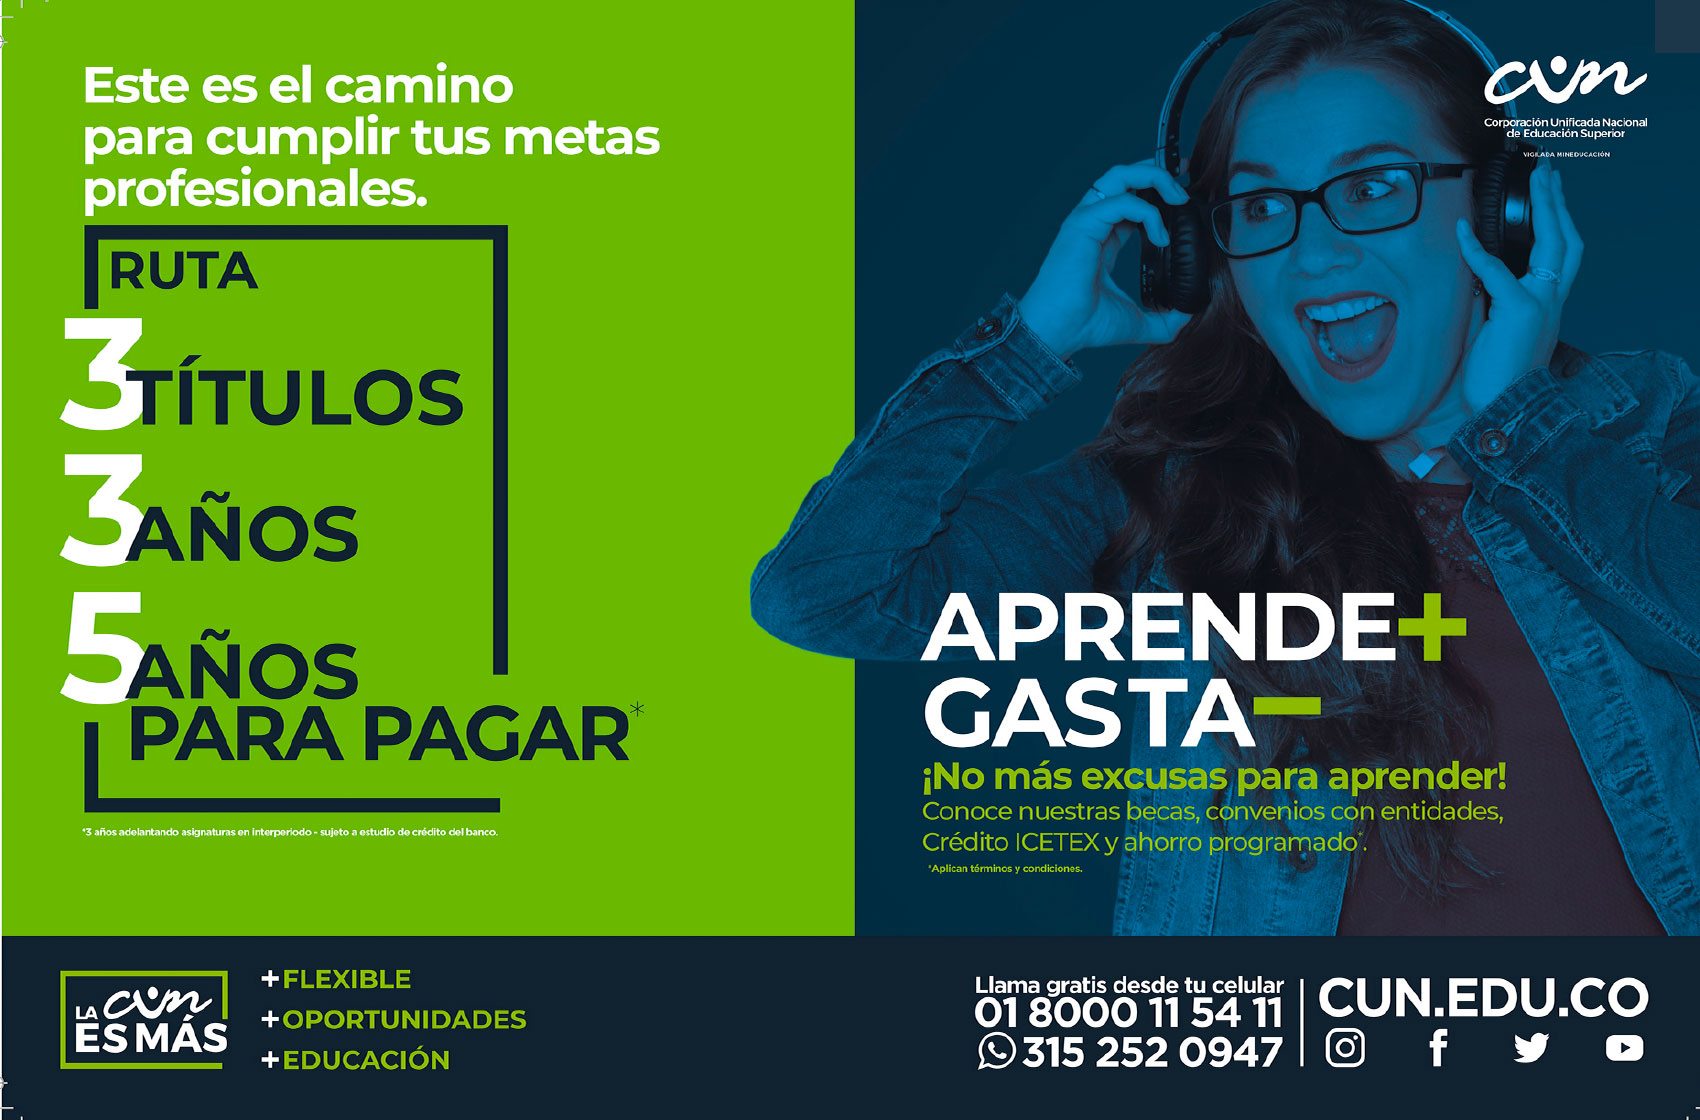 Este es el camino
para cumplir tus metas
profesionales.
RUTA
3 TÍTULOS
3 AÑOS
5 AÑOS
PARA PAGAR*
*3 años adelantando asignaturas en interperiodo - sujeto a estudio de crédito del banco.
cun
Corporación Unificada Nacional
de Educación Superior
VIGILADA MINEDUCACIÓN
APRENDE+
GASTA−
¡No más excusas para aprender!
Conoce nuestras becas, convenios con entidades,
Crédito ICETEX y ahorro programado*.
*Aplican términos y condiciones.
LA cun
ES MÁS
+FLEXIBLE
+OPORTUNIDADES
+EDUCACIÓN
Llama gratis desde tu celular
01 8000 11 54 11
315 252 0947
CUN.EDU.CO